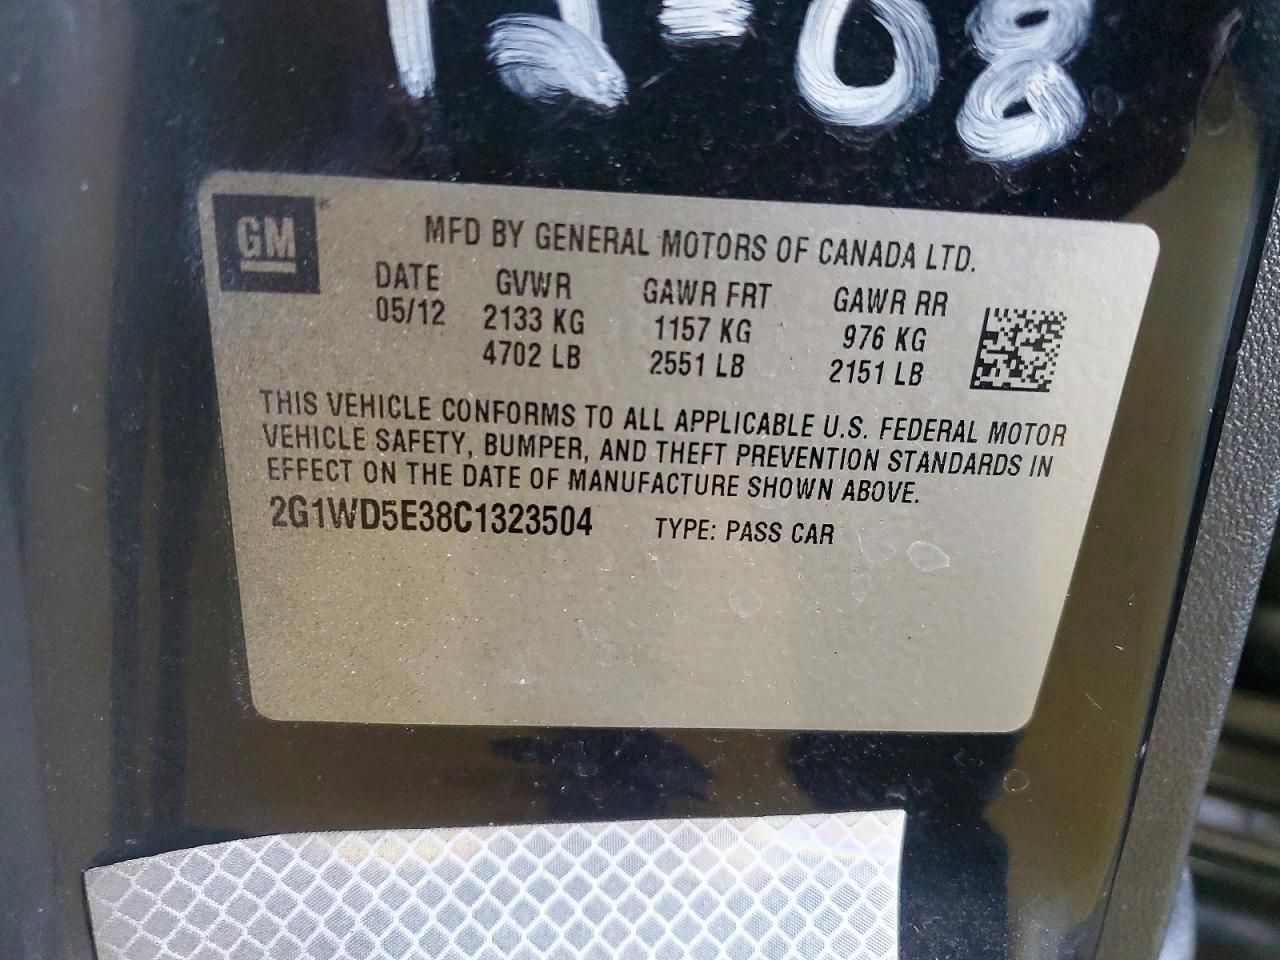 12-08
GM
MFD BY GENERAL MOTORS OF CANADA LTD.
DATE GVWR GAWR FRT GAWR RR
05/12 2133 KG 1157 KG 976 KG
4702 LB 2551 LB 2151 LB
THIS VEHICLE CONFORMS TO ALL APPLICABLE U.S. FEDERAL MOTOR
VEHICLE SAFETY, BUMPER, AND THEFT PREVENTION STANDARDS IN
EFFECT ON THE DATE OF MANUFACTURE SHOWN ABOVE.
2G1WD5E38C1323504 TYPE: PASS CAR